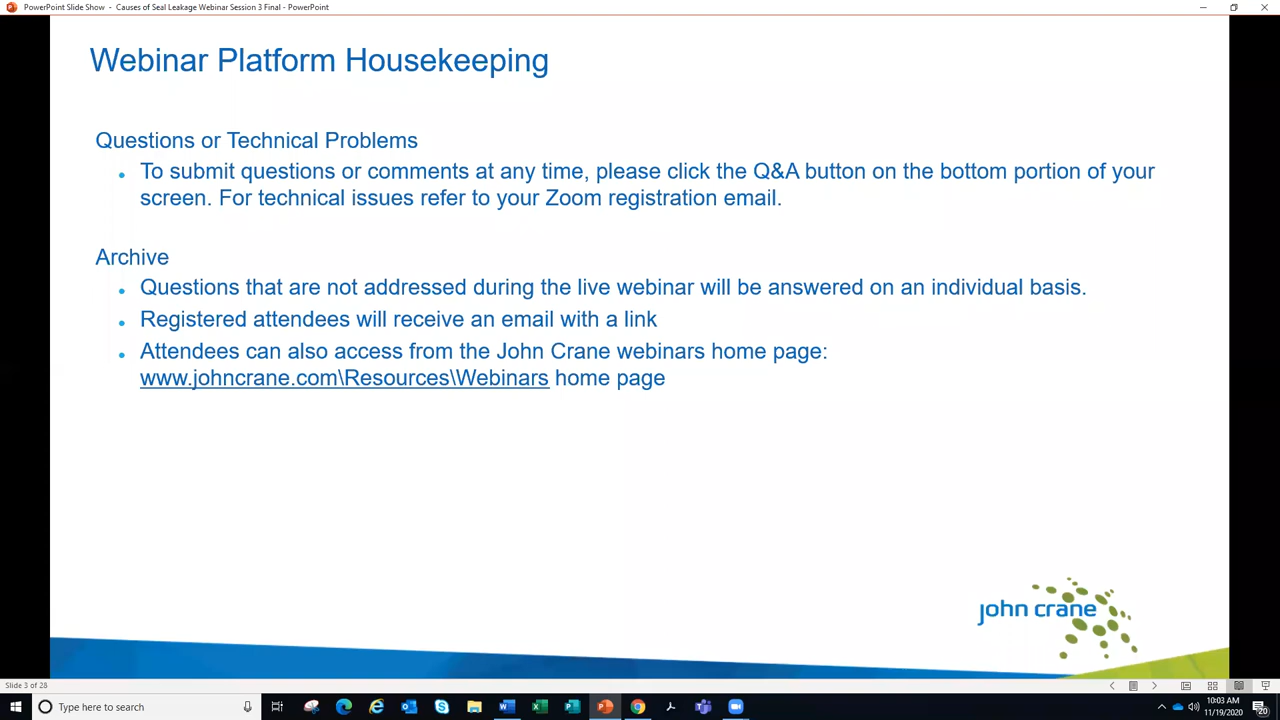 PowerPoint Slide Show - Causes of Seal Leakage Webinar Session 3 Final - PowerPoint
Webinar Platform Housekeeping
Questions or Technical Problems
• To submit questions or comments at any time, please click the Q&A button on the bottom portion of your
screen. For technical issues refer to your Zoom registration email.
Archive
• Questions that are not addressed during the live webinar will be answered on an individual basis.
• Registered attendees will receive an email with a link
• Attendees can also access from the John Crane webinars home page:
www.johncrane.com\Resources\Webinars home page
john crane
Slide 3 of 28
Type here to search
10:03 AM
11/19/2020
20